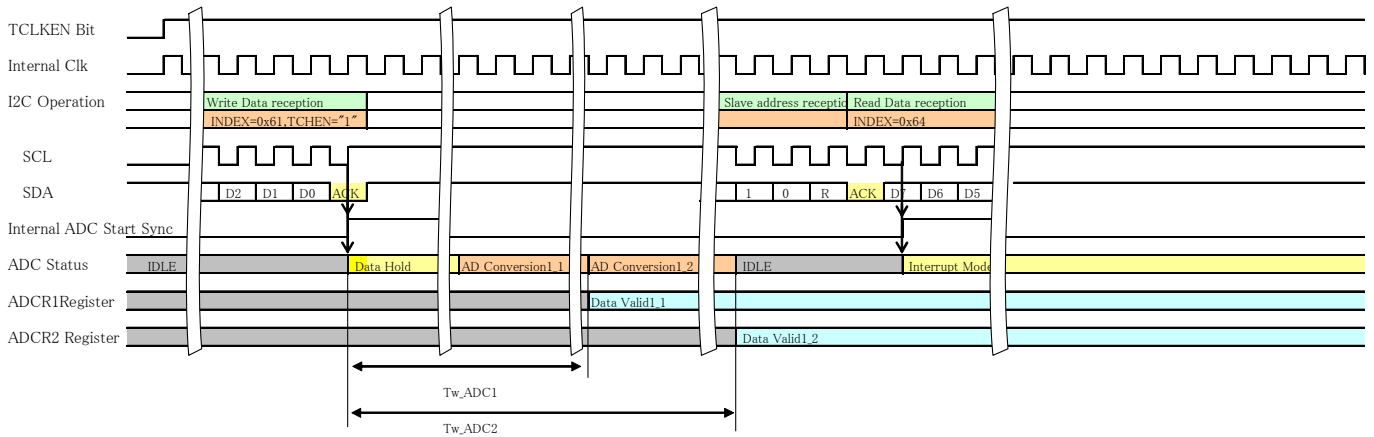 TCLKEN Bit
Internal Clk
I2C Operation Write Data reception Slave address receptio Read Data reception
INDEX=0x61,TCHEN="1" INDEX=0x64
SCL
SDA D2 D1 D0 ACK 1 0 R ACK D7 D6 D5
Internal ADC Start Sync
ADC Status IDLE Data Hold AD Conversion1_1 AD Conversion1_2 IDLE Interrupt Mode
ADCR1Register Data Valid1_1
ADCR2 Register Data Valid1_2
Tw_ADC1
Tw_ADC2